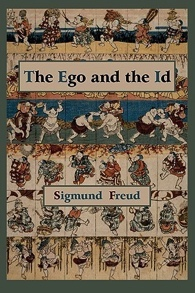 The Ego and the Id
Sigmund Freud